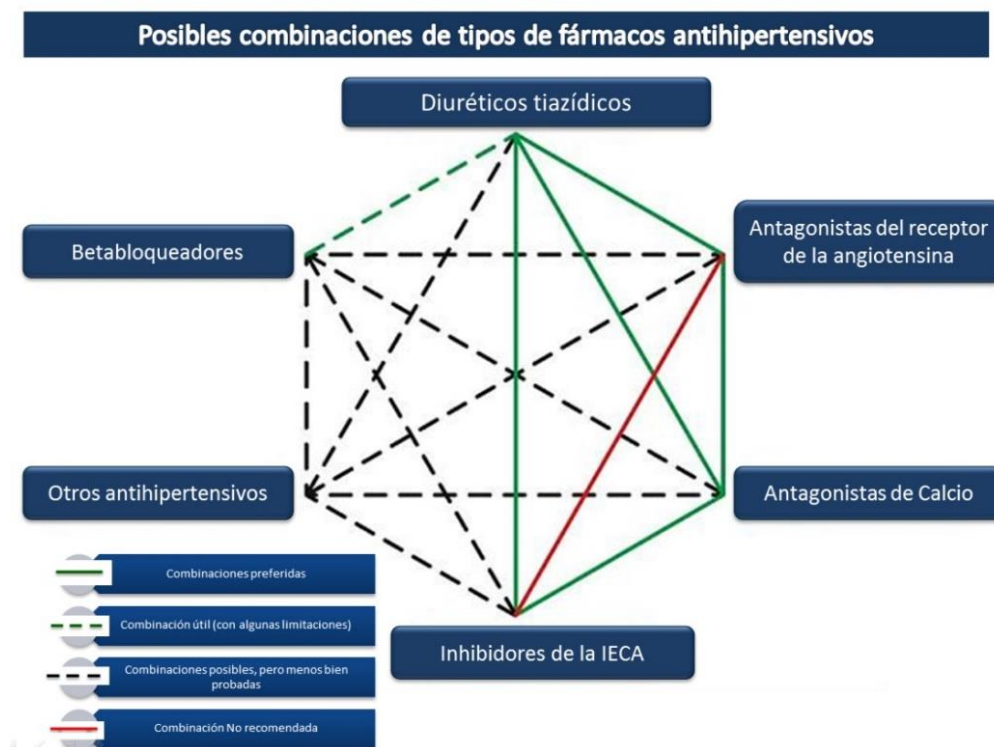 Posibles combinaciones de tipos de fármacos antihipertensivos
Diuréticos tiazídicos
Betabloqueadores
Antagonistas del receptor
de la angiotensina
Otros antihipertensivos
Antagonistas de Calcio
Inhibidores de la IECA
Combinaciones preferidas
Combinación útil (con algunas limitaciones)
Combinaciones posibles, pero menos bien
probadas
Combinación No recomendada